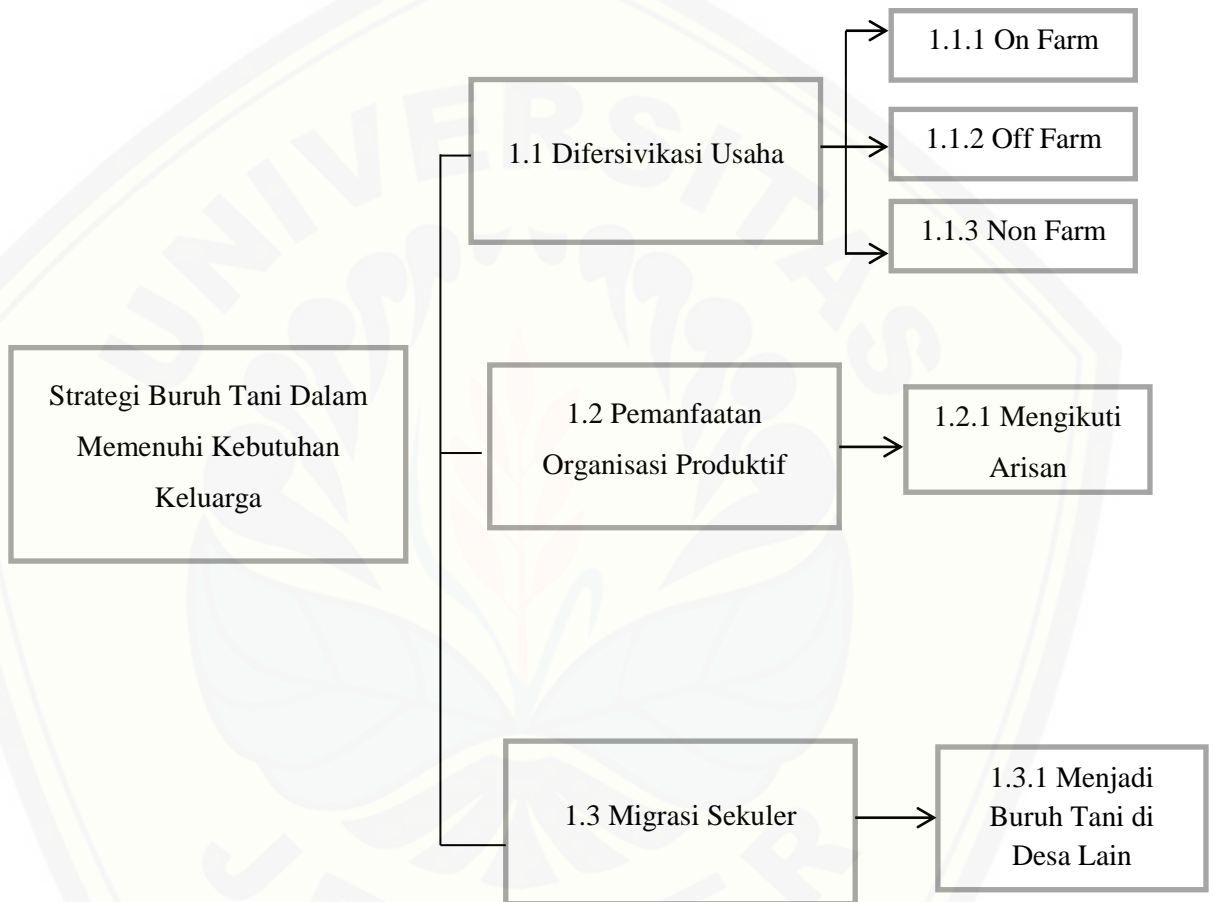 1.1.1 On Farm
1.1 Difersivikasi Usaha
1.1.2 Off Farm
1.1.3 Non Farm
Strategi Buruh Tani Dalam
Memenuhi Kebutuhan
Keluarga
1.2 Pemanfaatan
Organisasi Produktif
1.2.1 Mengikuti
Arisan
1.3 Migrasi Sekuler
1.3.1 Menjadi
Buruh Tani di
Desa Lain
UNIVERSITAS
JEMBER